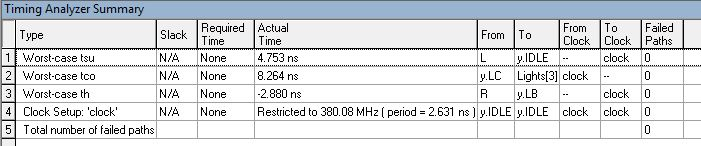 Timing Analyzer Summary
Type Slack Required Time Actual Time From To From Clock To Clock Failed Paths
1 Worst-case tsu N/A None 4.753 ns L y.IDLE -- clock 0
2 Worst-case tco N/A None 8.264 ns y.LC Lights[3] clock -- 0
3 Worst-case th N/A None -2.880 ns R y.LB -- clock 0
4 Clock Setup: 'clock' N/A None Restricted to 380.08 MHz ( period = 2.631 ns ) y.IDLE y.IDLE clock clock 0
5 Total number of failed paths 0